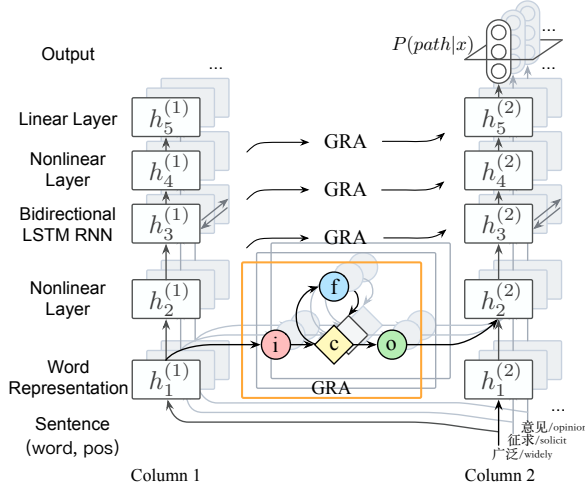 Output
P(path|x)
...
...
...
Linear Layer
h_5^{(1)}
GRA
h_5^{(2)}
Nonlinear
Layer
h_4^{(1)}
GRA
h_4^{(2)}
Bidirectional
LSTM RNN
h_3^{(1)}
GRA
h_3^{(2)}
Nonlinear
Layer
h_2^{(1)}
f
h_2^{(2)}
i
c
o
Word
Representation
h_1^{(1)}
GRA
h_1^{(2)}
...
Sentence
(word, pos)
意见/opinion
征求/solicit
广泛/widely
Column 1
Column 2